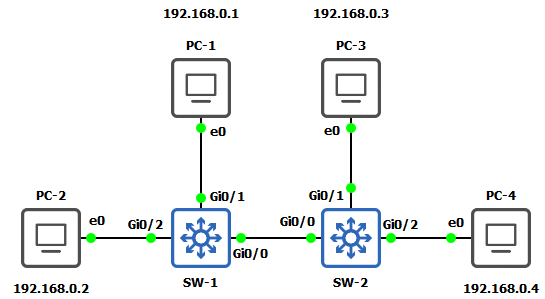 192.168.0.1
192.168.0.3
PC-1
PC-3
e0
e0
PC-2
Gi0/1
Gi0/1
PC-4
e0
Gi0/2
Gi0/0
Gi0/2
e0
Gi0/0
192.168.0.2
SW-1
SW-2
192.168.0.4